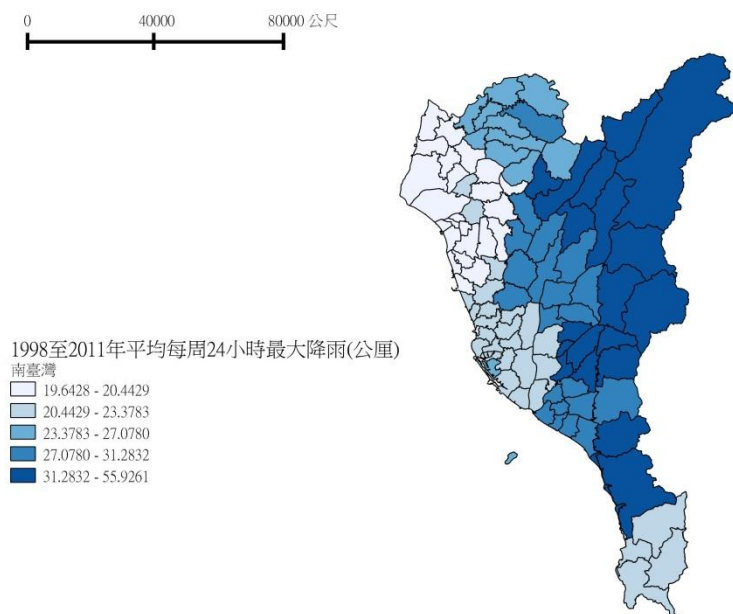 0 40000 80000 公尺
1998至2011年平均每周24小時最大降雨(公厘)
南臺灣
19.6428 - 20.4429
20.4429 - 23.3783
23.3783 - 27.0780
27.0780 - 31.2832
31.2832 - 55.9261